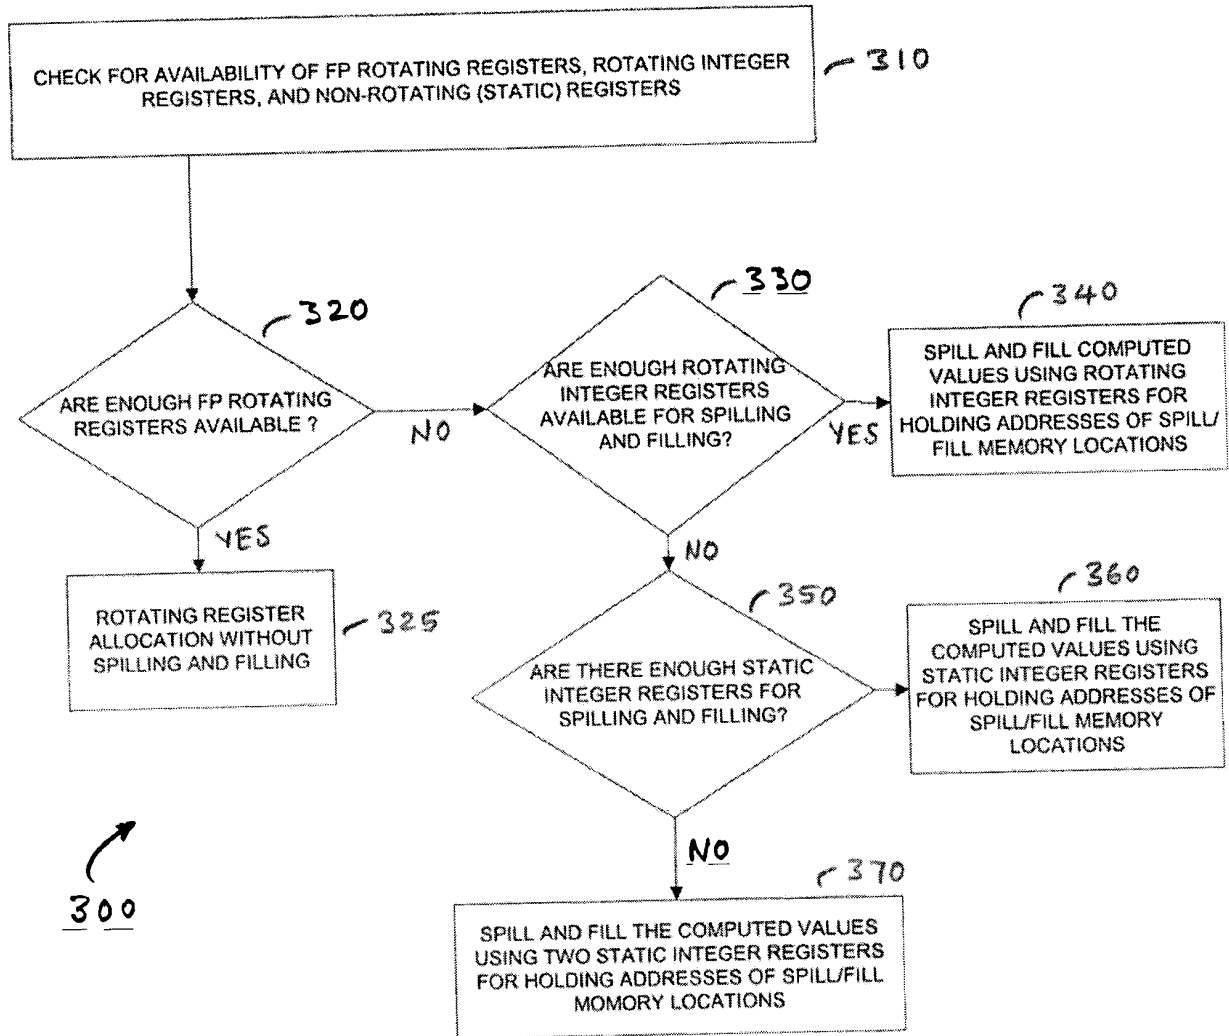 CHECK FOR AVAILABILITY OF FP ROTATING REGISTERS, ROTATING INTEGER
REGISTERS, AND NON-ROTATING (STATIC) REGISTERS
310
320
ARE ENOUGH FP ROTATING
REGISTERS AVAILABLE ?
NO
YES
ROTATING REGISTER
ALLOCATION WITHOUT
SPILLING AND FILLING
325
330
ARE ENOUGH ROTATING
INTEGER REGISTERS
AVAILABLE FOR SPILLING
AND FILLING?
YES
NO
340
SPILL AND FILL COMPUTED
VALUES USING ROTATING
INTEGER REGISTERS FOR
HOLDING ADDRESSES OF SPILL/
FILL MEMORY LOCATIONS
350
ARE THERE ENOUGH STATIC
INTEGER REGISTERS FOR
SPILLING AND FILLING?
360
SPILL AND FILL THE
COMPUTED VALUES USING
STATIC INTEGER REGISTERS
FOR HOLDING ADDRESSES OF
SPILL/FILL MEMORY
LOCATIONS
NO
370
SPILL AND FILL THE COMPUTED VALUES
USING TWO STATIC INTEGER REGISTERS
FOR HOLDING ADDRESSES OF SPILL/FILL
MOMORY LOCATIONS
300